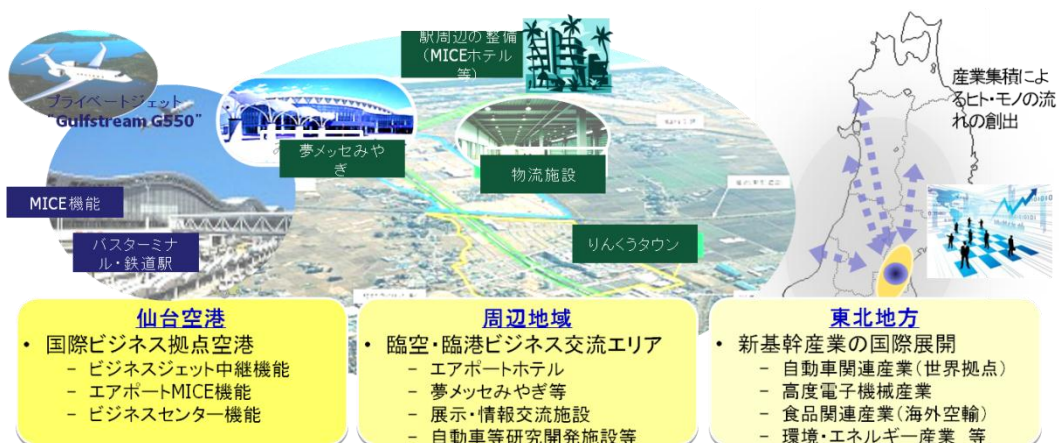 駅周辺の整備
(MICEホテル
等)
プライベートジェット
"Gulfstream G550"
夢メッセみや
ぎ
物流施設
産業集積によ
るヒト・モノの流
れの創出
MICE機能
バスターミナ
ル・鉄道駅
りんくうタウン
仙台空港
• 国際ビジネス拠点空港
− ビジネスジェット中継機能
− エアポートMICE機能
− ビジネスセンター機能
周辺地域
• 臨空・臨港ビジネス交流エリア
− エアポートホテル
− 夢メッセみやぎ等
− 展示・情報交流施設
− 自動車等研究開発施設等
東北地方
• 新基幹産業の国際展開
− 自動車関連産業(世界拠点)
− 高度電子機械産業
− 食品関連産業(海外空輸)
− 環境・エネルギー産業 等